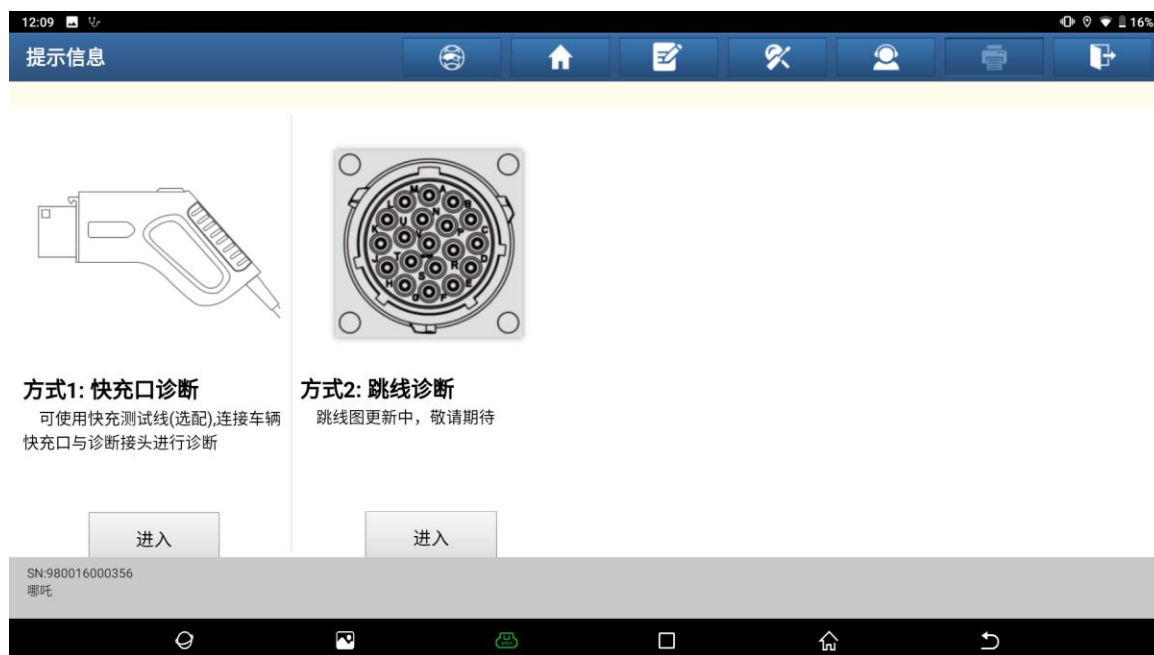 12:09
16%
提示信息
M A
L B
N
U
K V P C
J T R D
S
H E
G F
方式1: 快充口诊断
可使用快充测试线(选配),连接车辆
快充口与诊断接头进行诊断
进入
方式2: 跳线诊断
跳线图更新中，敬请期待
进入
SN:980016000356
哪吒